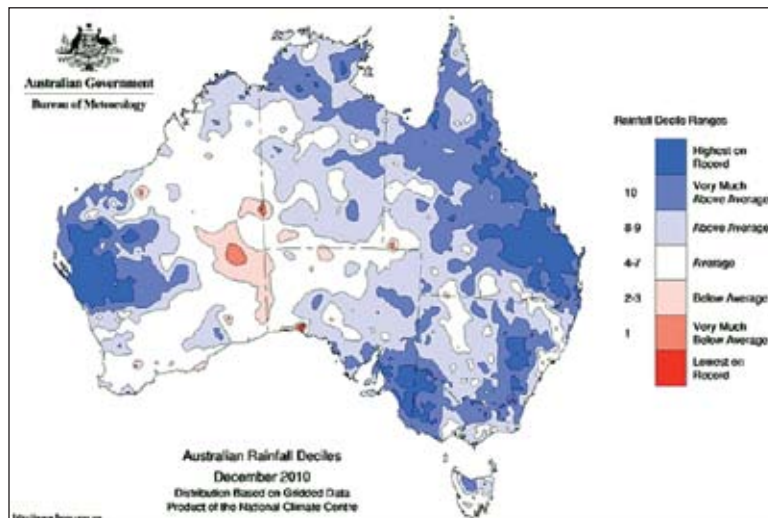 Australian Government
Bureau of Meteorology
Rainfall Decile Ranges
Highest on
Record
10
Very Much
Above Average
8-9
Above Average
4-7
Average
2-3
Below Average
1
Very Much
Below Average
Lowest on
Record
Australian Rainfall Deciles
December 2010
Distribution Based on Gridded Data
Product of the National Climate Centre